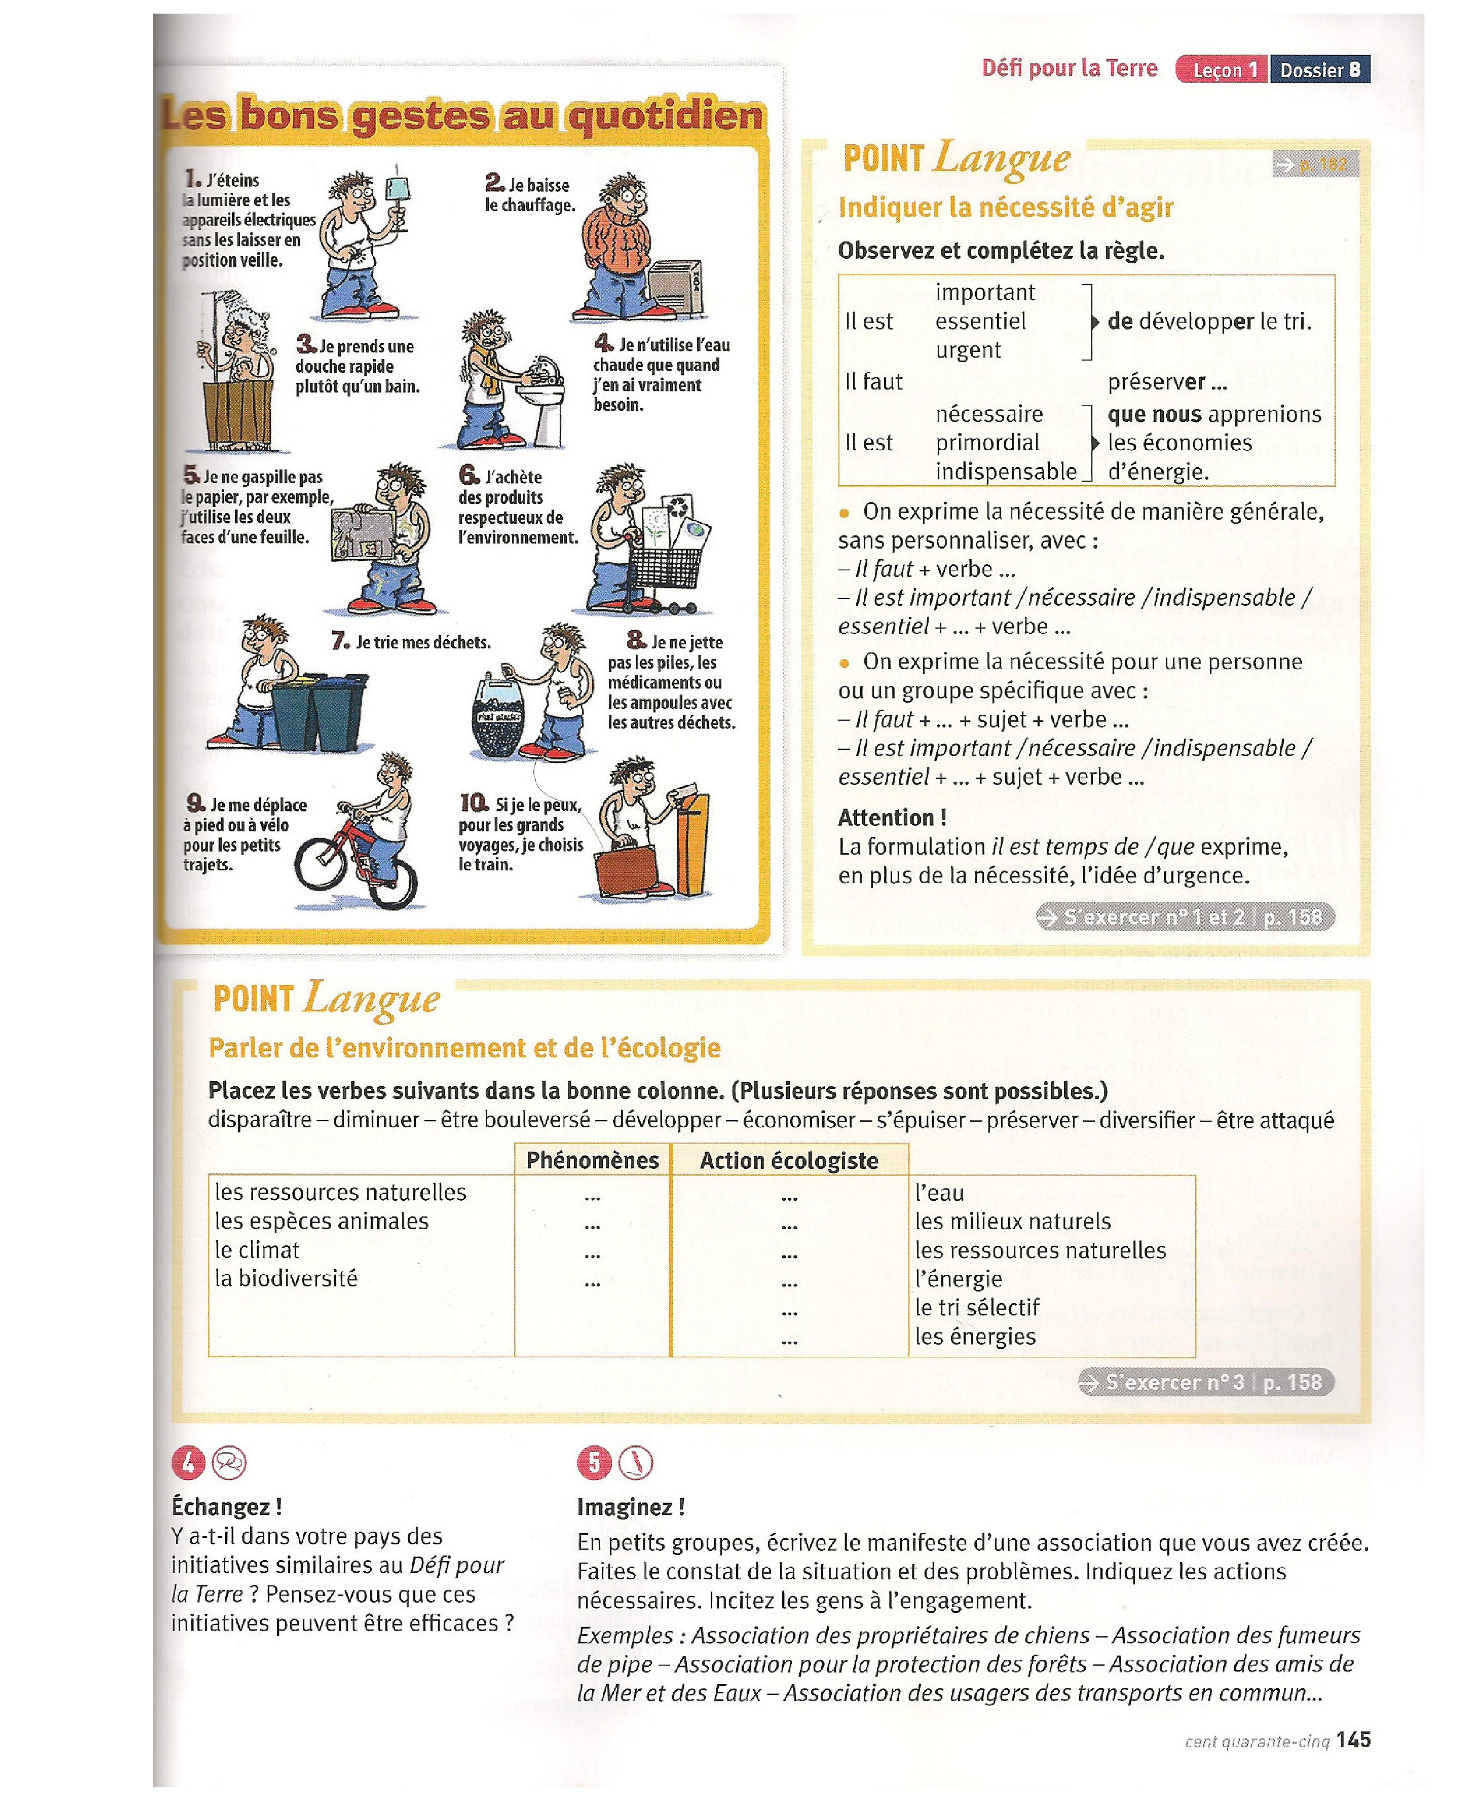 Défi pour la Terre Leçon 1 Dossier 8
Les bons gestes au quotidien
1. J'éteins
la lumière et les
appareils électriques
sans les laisser en
position veille.
2. Je baisse
le chauffage.
3. Je prends une
douche rapide
plutôt qu'un bain.
4. Je n'utilise l'eau
chaude que quand
j'en ai vraiment
besoin.
5. Je ne gaspille pas
le papier, par exemple,
j'utilise les deux
faces d'une feuille.
6. J'achète
des produits
respectueux de
l'environnement.
7. Je trie mes déchets.
8. Je ne jette
pas les piles, les
médicaments ou
les ampoules avec
les autres déchets.
9. Je me déplace
à pied ou à vélo
pour les petits
trajets.
10. Si je le peux,
pour les grands
voyages, je choisis
le train.
POINT Langue
→ p. 182
Indiquer la nécessité d'agir
Observez et complétez la règle.
important
Il est essentiel de développer le tri.
urgent
Il faut préserver ...
nécessaire que nous apprenions
Il est primordial les économies
indispensable d'énergie.
• On exprime la nécessité de manière générale,
sans personnaliser, avec :
– Il faut + verbe ...
– Il est important / nécessaire / indispensable /
essentiel + ... + verbe ...
• On exprime la nécessité pour une personne
ou un groupe spécifique avec :
– Il faut + ... + sujet + verbe ...
– Il est important / nécessaire / indispensable /
essentiel + ... + sujet + verbe ...
Attention !
La formulation il est temps de / que exprime,
en plus de la nécessité, l'idée d'urgence.
→ S'exercer n° 1 et 2 | p. 158
POINT Langue
Parler de l'environnement et de l'écologie
Placez les verbes suivants dans la bonne colonne. (Plusieurs réponses sont possibles.)
disparaître – diminuer – être bouleversé – développer – économiser – s'épuiser – préserver – diversifier – être attaqué
Phénomènes Action écologiste
les ressources naturelles ... ... l'eau
les espèces animales ... ... les milieux naturels
le climat ... ... les ressources naturelles
la biodiversité ... ... l'énergie
... le tri sélectif
... les énergies
→ S'exercer n° 3 | p. 158
4
Échangez !
Y a-t-il dans votre pays des
initiatives similaires au Défi pour
la Terre ? Pensez-vous que ces
initiatives peuvent être efficaces ?
5
Imaginez !
En petits groupes, écrivez le manifeste d'une association que vous avez créée.
Faites le constat de la situation et des problèmes. Indiquez les actions
nécessaires. Incitez les gens à l'engagement.
Exemples : Association des propriétaires de chiens – Association des fumeurs
de pipe – Association pour la protection des forêts – Association des amis de
la Mer et des Eaux – Association des usagers des transports en commun...
cent quarante-cinq 145